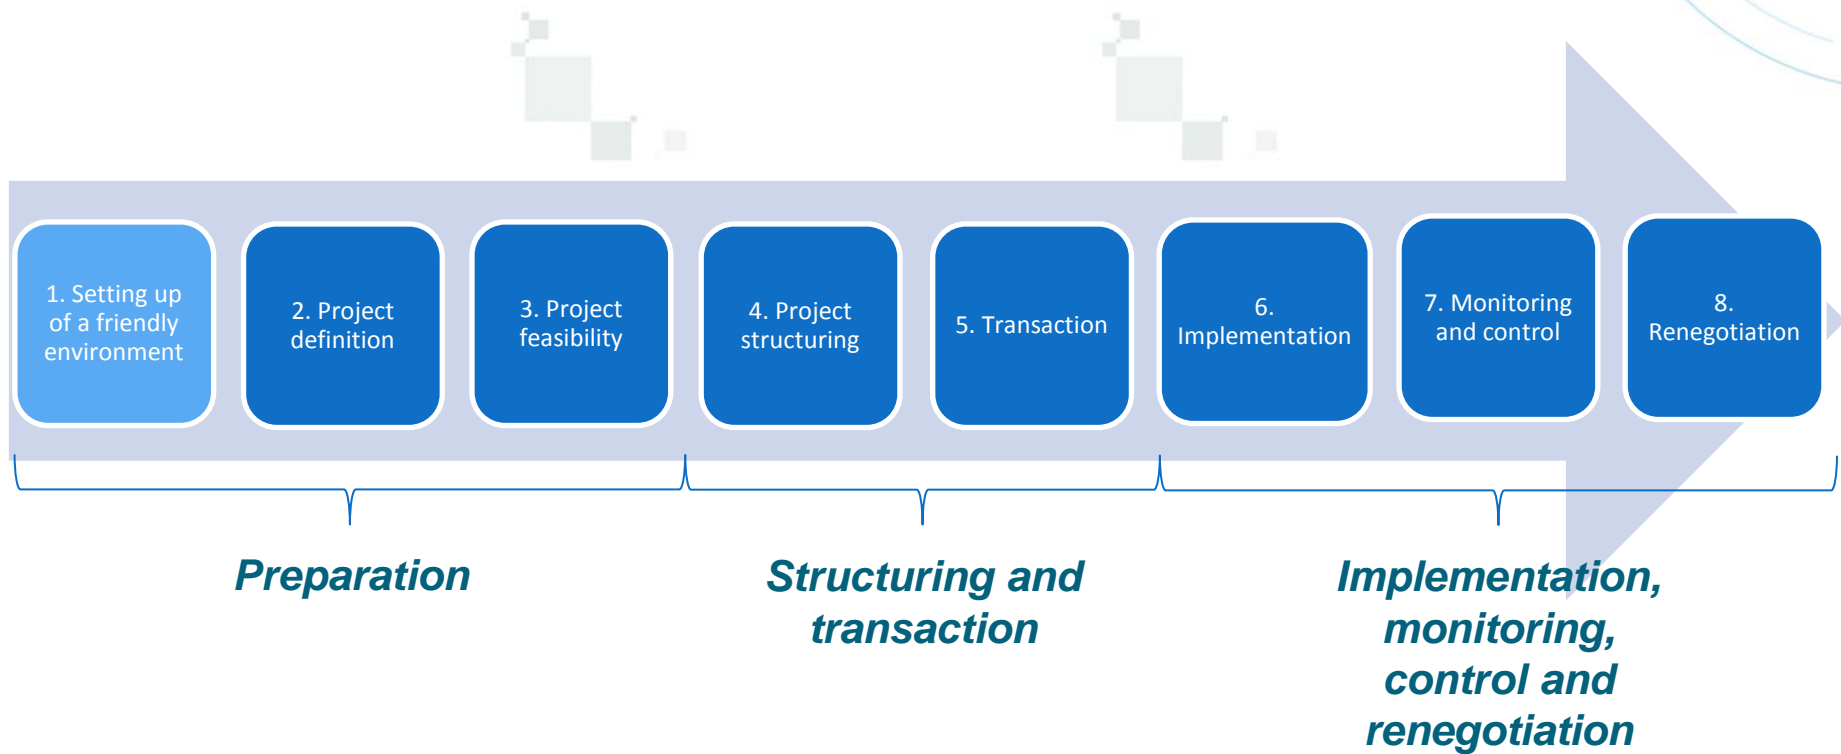 1. Setting up
of a friendly
environment
2. Project
definition
3. Project
feasibility
4. Project
structuring
5. Transaction
6.
Implementation
7. Monitoring
and control
8.
Renegotiation
Preparation
Structuring and
transaction
Implementation,
monitoring,
control and
renegotiation